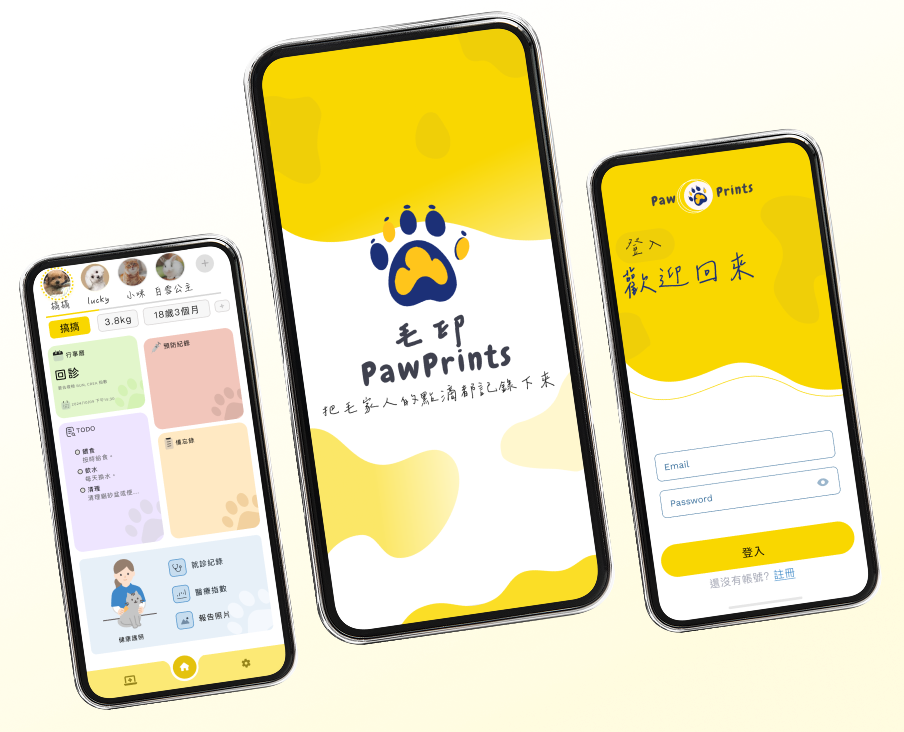 搞搞
lucky
小咪
白雪公主
搞搞
3.8kg
18歲3個月
行事曆
回診
預防紀錄
TODO
餵食
按時給食。
飲水
每天換水。
清理
清理貓砂盆或便...
備忘錄
健康護照
就診紀錄
醫療指數
報告照片
毛印
PawPrints
把毛家人的點滴都記錄下來
Paw Prints
登入
歡迎回來
Email
Password
登入
還沒有帳號? 註冊